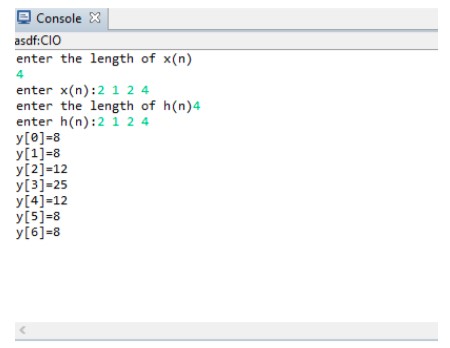 Console
asdf:CIO
enter the length of x(n)
4
enter x(n):2 1 2 4
enter the length of h(n)4
enter h(n):2 1 2 4
y[0]=8
y[1]=8
y[2]=12
y[3]=25
y[4]=12
y[5]=8
y[6]=8